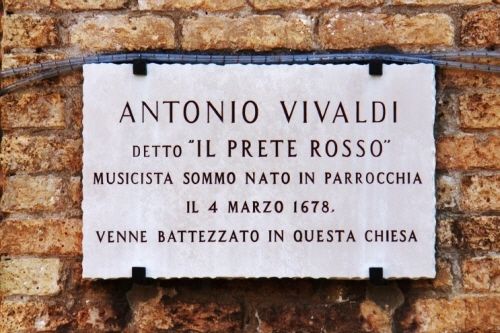 ANTONIO VIVALDI
DETTO "IL PRETE ROSSO"
MUSICISTA SOMMO NATO IN PARROCCHIA
IL 4 MARZO 1678.
VENNE BATTEZZATO IN QUESTA CHIESA